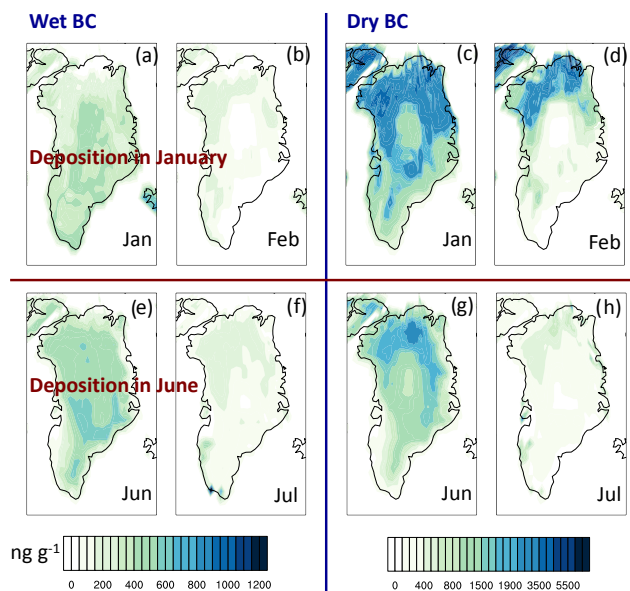 Wet BC
Dry BC
(a)
(b)
(c)
(d)
Deposition in January
Jan
Feb
Jan
Feb
(e)
(f)
(g)
(h)
Deposition in June
Jun
Jul
Jun
Jul
ng g⁻¹
0 200 400 600 800 1000 1200
0 400 800 1500 1900 3500 5500